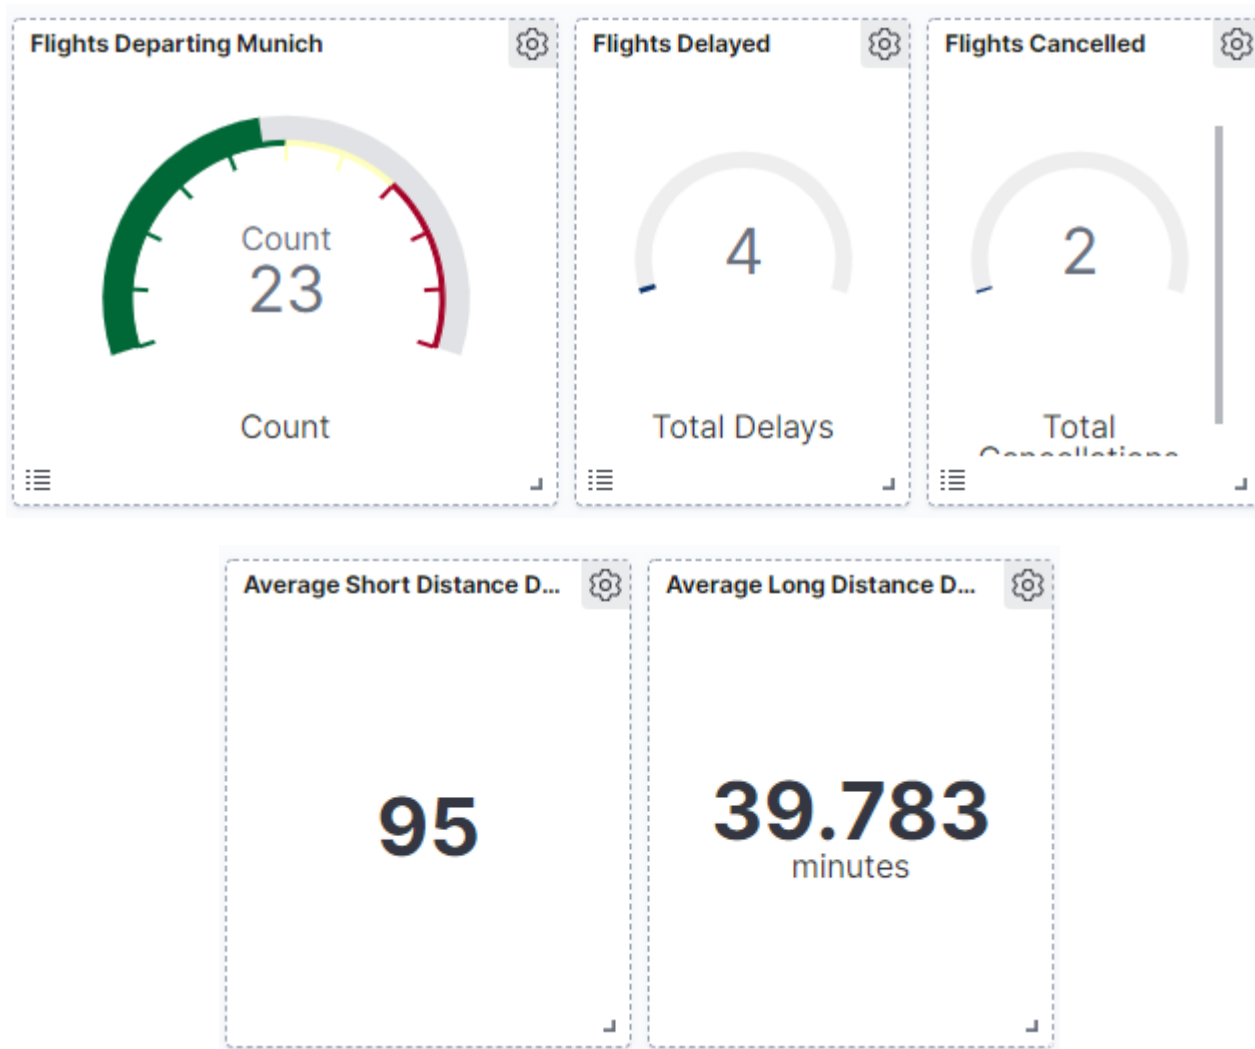 Flights Departing Munich
Flights Delayed
Flights Cancelled
Count
23
4
2
Count
Total Delays
Total
Cancellations
Average Short Distance D...
Average Long Distance D...
95
39.783
minutes